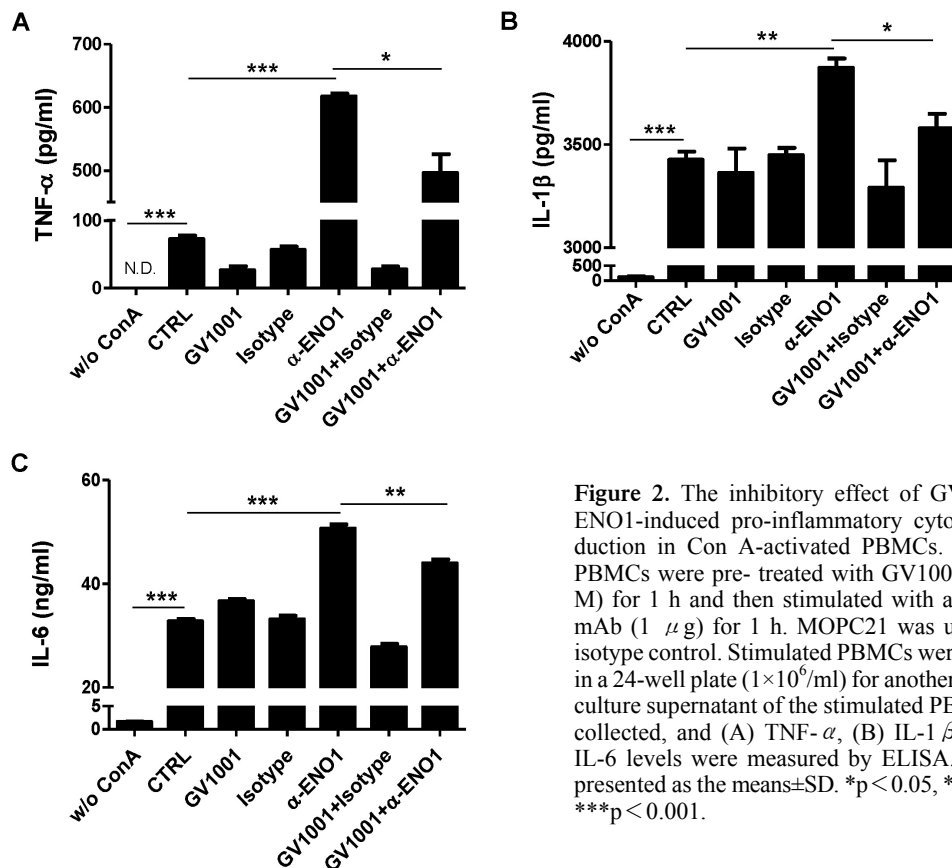 A
TNF-α (pg/ml)
600
500
100
50
0
***
*
***
N.D.
w/o ConA
CTRL
GV1001
Isotype
α-ENO1
GV1001+Isotype
GV1001+α-ENO1
B
IL-1β (pg/ml)
4000
3500
3000
500
0
**
*
***
w/o ConA
CTRL
GV1001
Isotype
α-ENO1
GV1001+Isotype
GV1001+α-ENO1
C
IL-6 (ng/ml)
60
40
20
5
0
***
**
***
w/o ConA
CTRL
GV1001
Isotype
α-ENO1
GV1001+Isotype
GV1001+α-ENO1
Figure 2. The inhibitory effect of GV
ENO1-induced pro-inflammatory cyto
duction in Con A-activated PBMCs.
PBMCs were pre- treated with GV100
M) for 1 h and then stimulated with a
mAb (1 μg) for 1 h. MOPC21 was u
isotype control. Stimulated PBMCs were
in a 24-well plate (1×10⁶/ml) for another
culture supernatant of the stimulated PB
collected, and (A) TNF-α, (B) IL-1β
IL-6 levels were measured by ELISA.
presented as the means±SD. *p<0.05, *
***p<0.001.